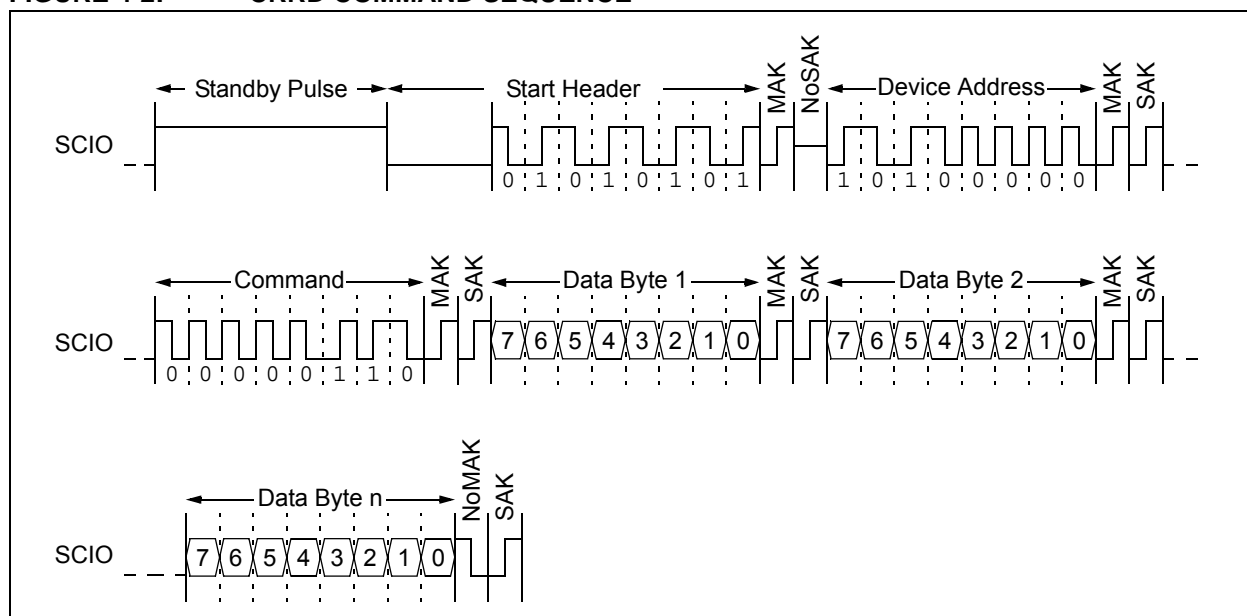 Standby Pulse Start Header MAK NoSAK Device Address MAK SAK
SCIO
0 1 0 1 0 1 0 1 1 0 1 0 0 0 0 0
Command MAK SAK Data Byte 1 MAK SAK Data Byte 2 MAK SAK
SCIO 7 6 5 4 3 2 1 0 7 6 5 4 3 2 1 0
0 0 0 0 0 1 1 0
Data Byte n NoMAK SAK
SCIO 7 6 5 4 3 2 1 0